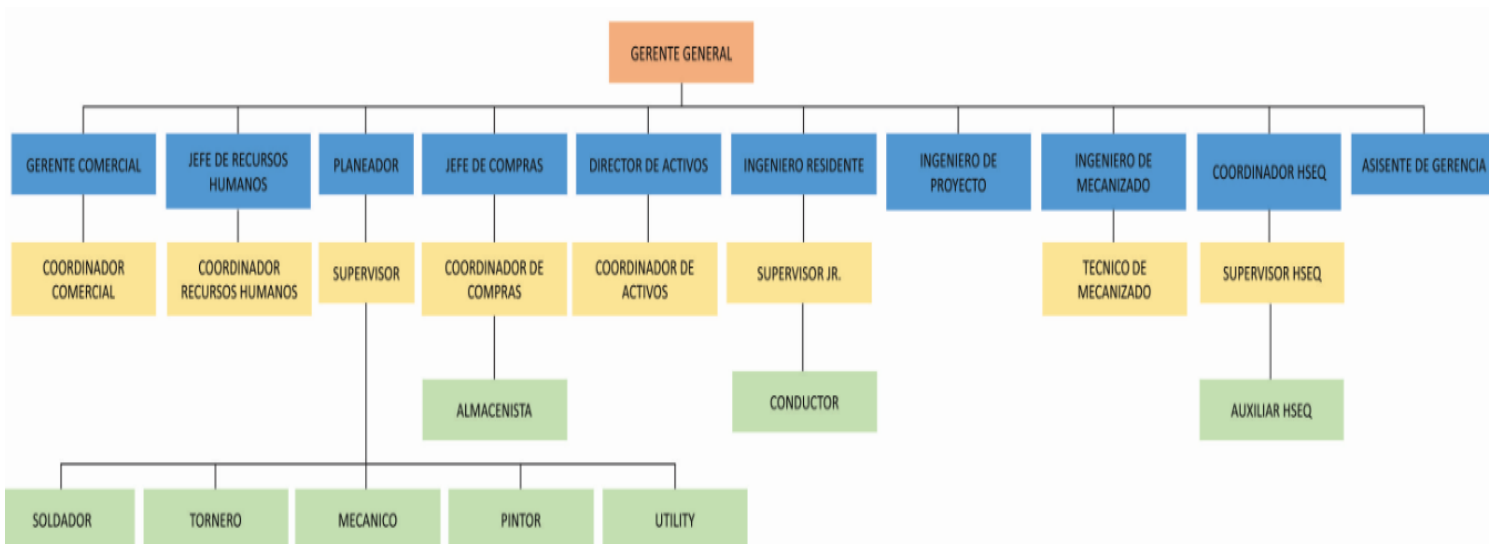 GERENTE GENERAL
GERENTE COMERCIAL
JEFE DE RECURSOS
HUMANOS
PLANEADOR
JEFE DE COMPRAS
DIRECTOR DE ACTIVOS
INGENIERO RESIDENTE
INGENIERO DE
PROYECTO
INGENIERO DE
MECANIZADO
COORDINADOR HSEQ
ASISENTE DE GERENCIA
COORDINADOR
COMERCIAL
COORDINADOR
RECURSOS HUMANOS
SUPERVISOR
COORDINADOR DE
COMPRAS
COORDINADOR DE
ACTIVOS
SUPERVISOR JR.
TECNICO DE
MECANIZADO
SUPERVISOR HSEQ
ALMACENISTA
CONDUCTOR
AUXILIAR HSEQ
SOLDADOR
TORNERO
MECANICO
PINTOR
UTILITY